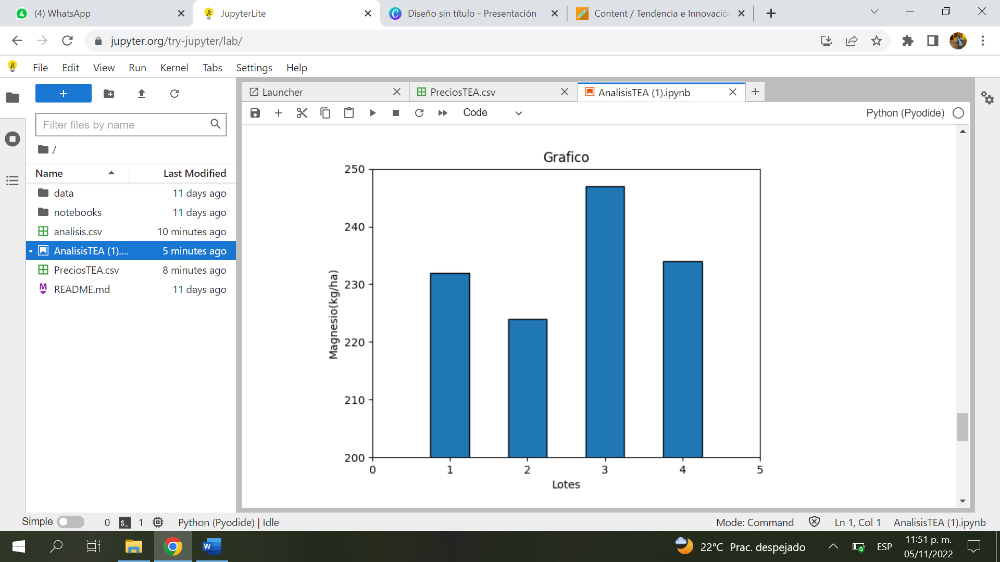 4 (4) WhatsApp
JupyterLite
Diseño sin título - Presentación
Content / Tendencia e Innovación
jupyter.org/try-jupyter/lab/
File Edit View Run Kernel Tabs Settings Help
Filter files by name
/
Name Last Modified
data 11 days ago
notebooks 11 days ago
analisis.csv 10 minutes ago
AnalisisTEA (1).... 5 minutes ago
PreciosTEA.csv 8 minutes ago
README.md 11 days ago
Launcher
PreciosTEA.csv
AnalisisTEA (1).ipynb
Code
Python (Pyodide)
Grafico
250
240
230
220
210
200
Magnesio(kg/ha)
0 1 2 3 4 5
Lotes
Simple 0 $_ 1 Python (Pyodide) | Idle
Mode: Command Ln 1, Col 1 AnalisisTEA (1).ipynb
W
22°C Prac. despejado
ESP
11:51 p. m.
05/11/2022